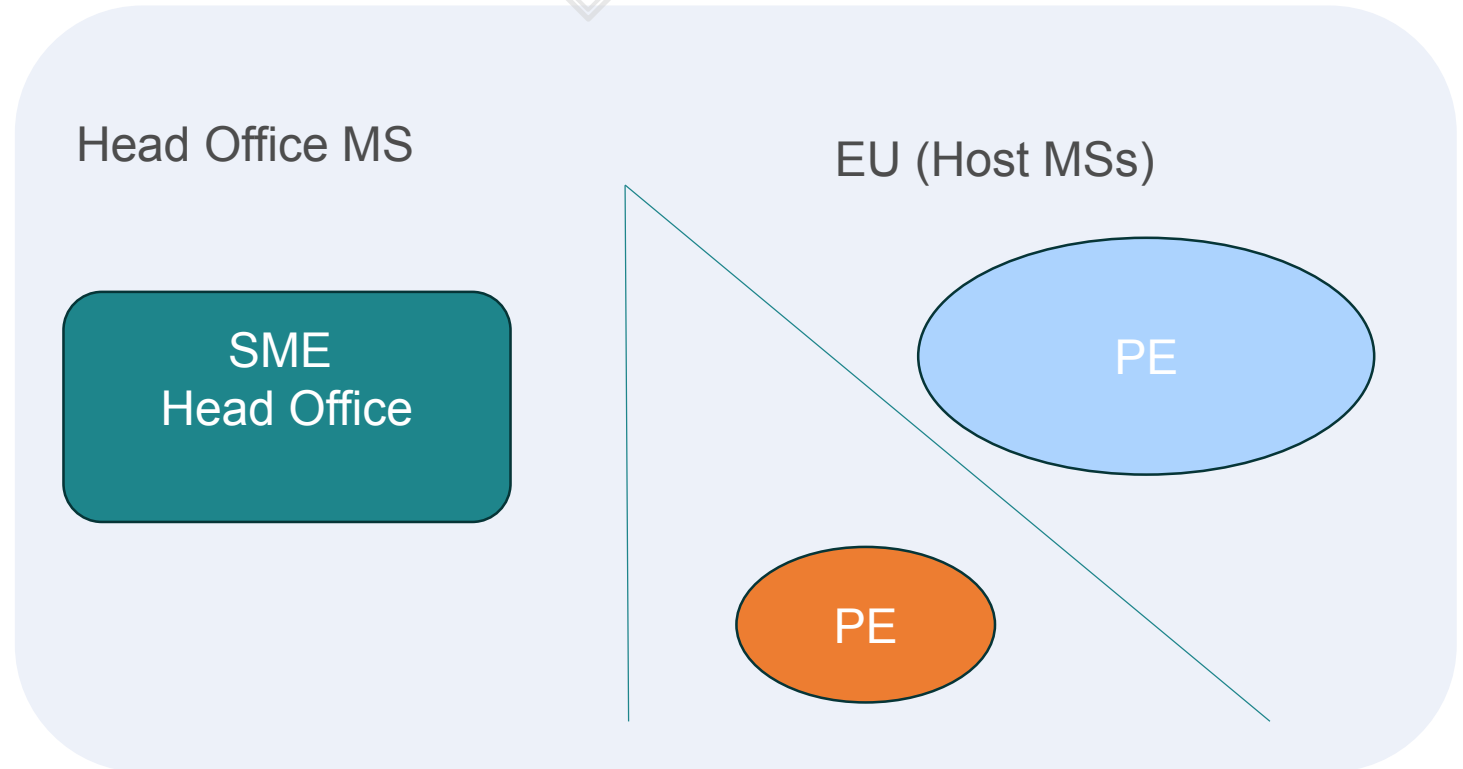 Head Office MS
EU (Host MSs)
SME
Head Office
PE
PE